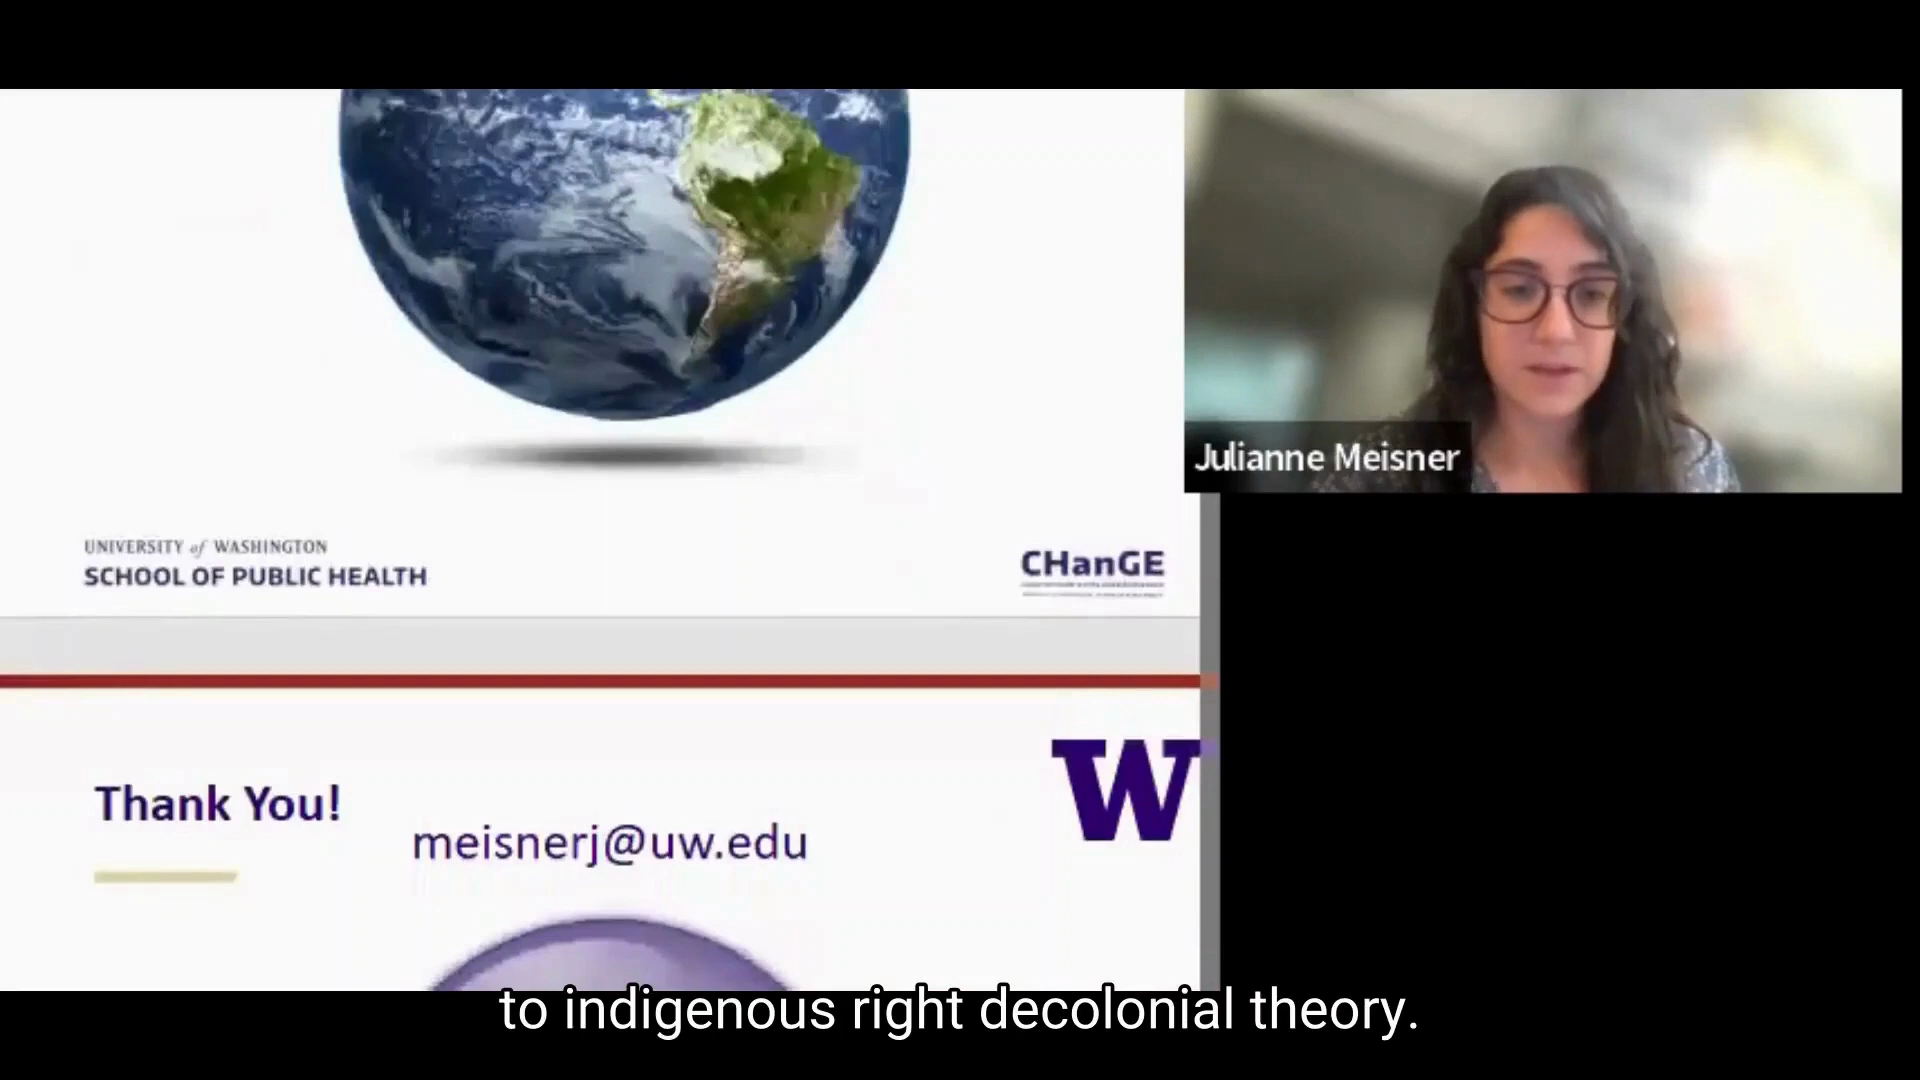 Julianne Meisner
UNIVERSITY of WASHINGTON
SCHOOL OF PUBLIC HEALTH
CHanGE
W
Thank You!
meisnerj@uw.edu
to indigenous right decolonial theory.